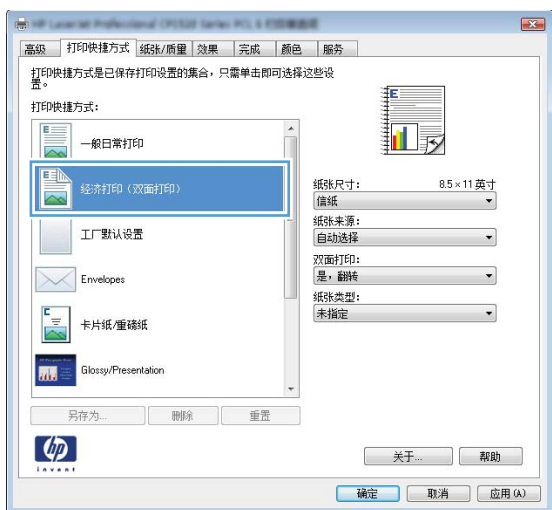 高级 打印快捷方式 纸张/质量 效果 完成 颜色 服务
打印快捷方式是已保存打印设置的集合，只需单击即可选择这些设
置。
打印快捷方式：
一般日常打印
经济打印（双面打印）
工厂默认设置
Envelopes
卡片纸/重磅纸
Glossy/Presentation
另存为... 删除 重置
纸张尺寸： 8.5×11 英寸
信纸
纸张来源：
自动选择
双面打印：
是，翻转
纸张类型：
未指定
hp
invent
关于... 帮助
确定 取消 应用(A)